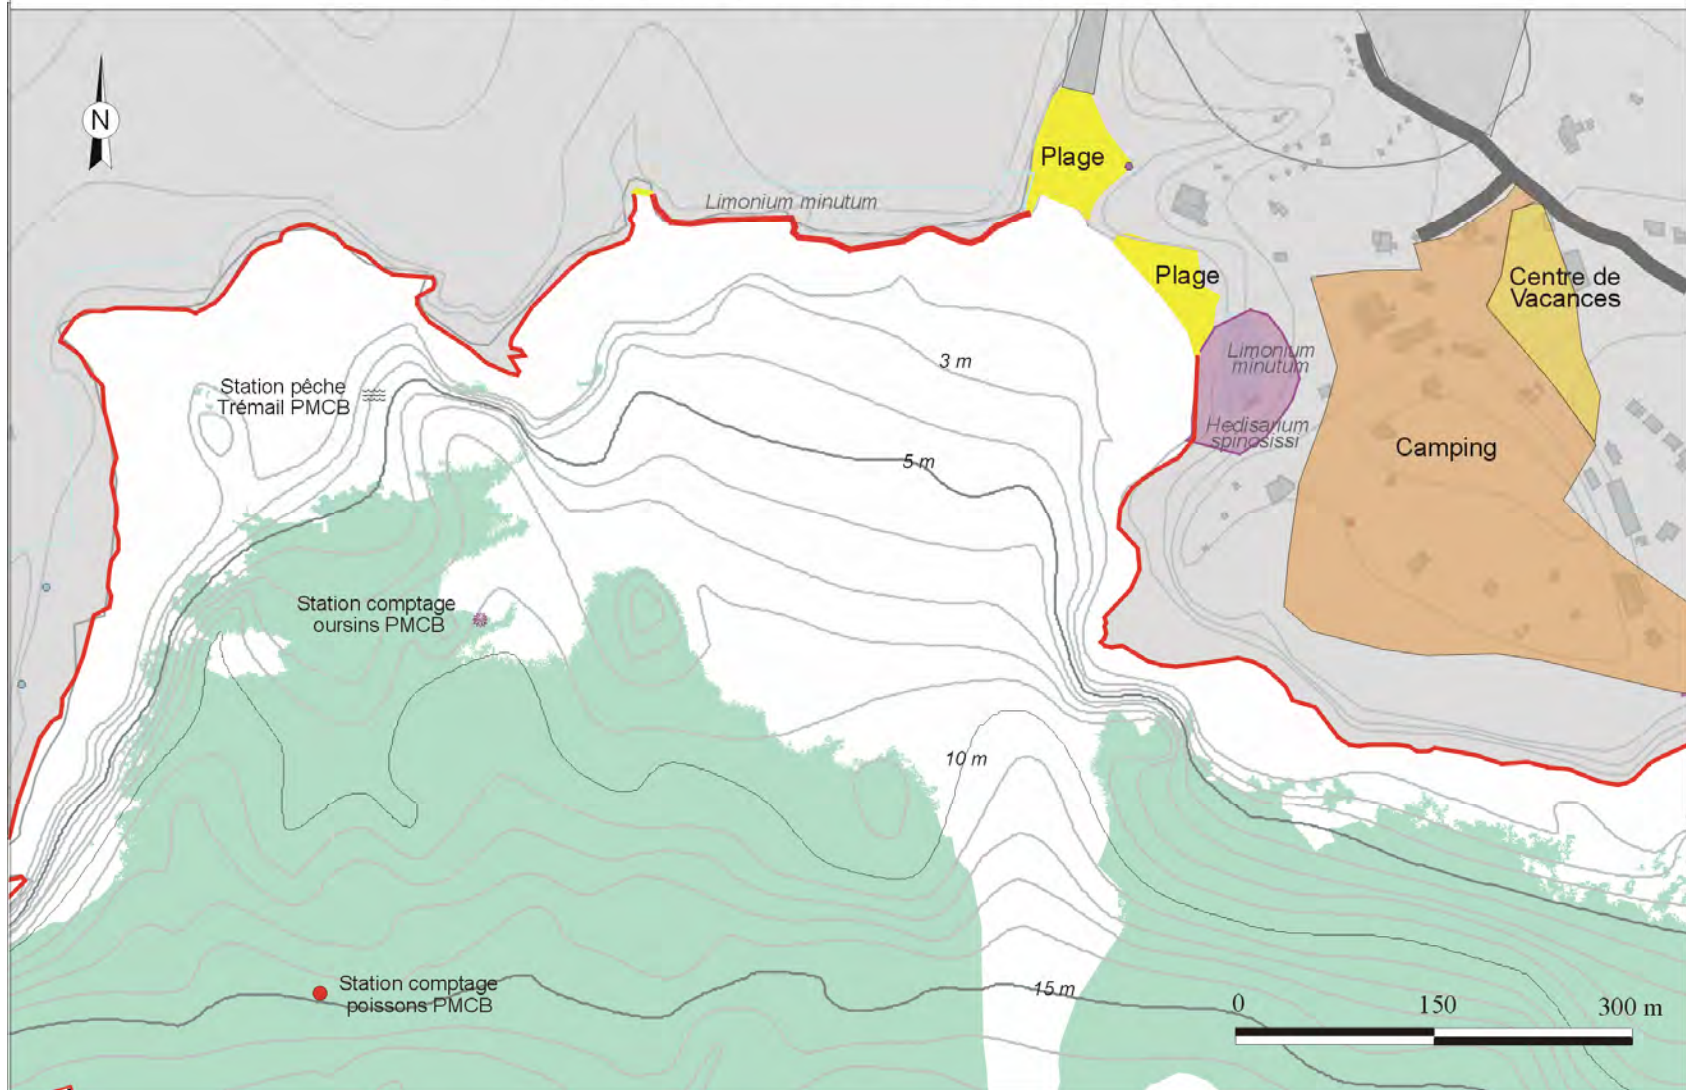 N
Plage
Limonium minutum
Plage
Centre de
Vacances
Limonium
minutum
3 m
Station pêche
Trémail PMCB
Hedisarium
spinosissi
Camping
5 m
Station comptage
oursins PMCB
10 m
Station comptage
poissons PMCB
15 m
0 150 300 m